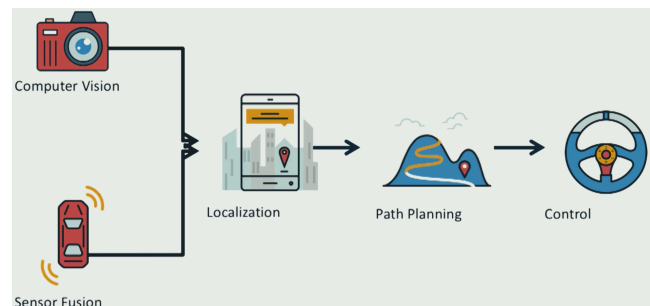 Computer Vision
Localization
Path Planning
Control
Sensor Fusion